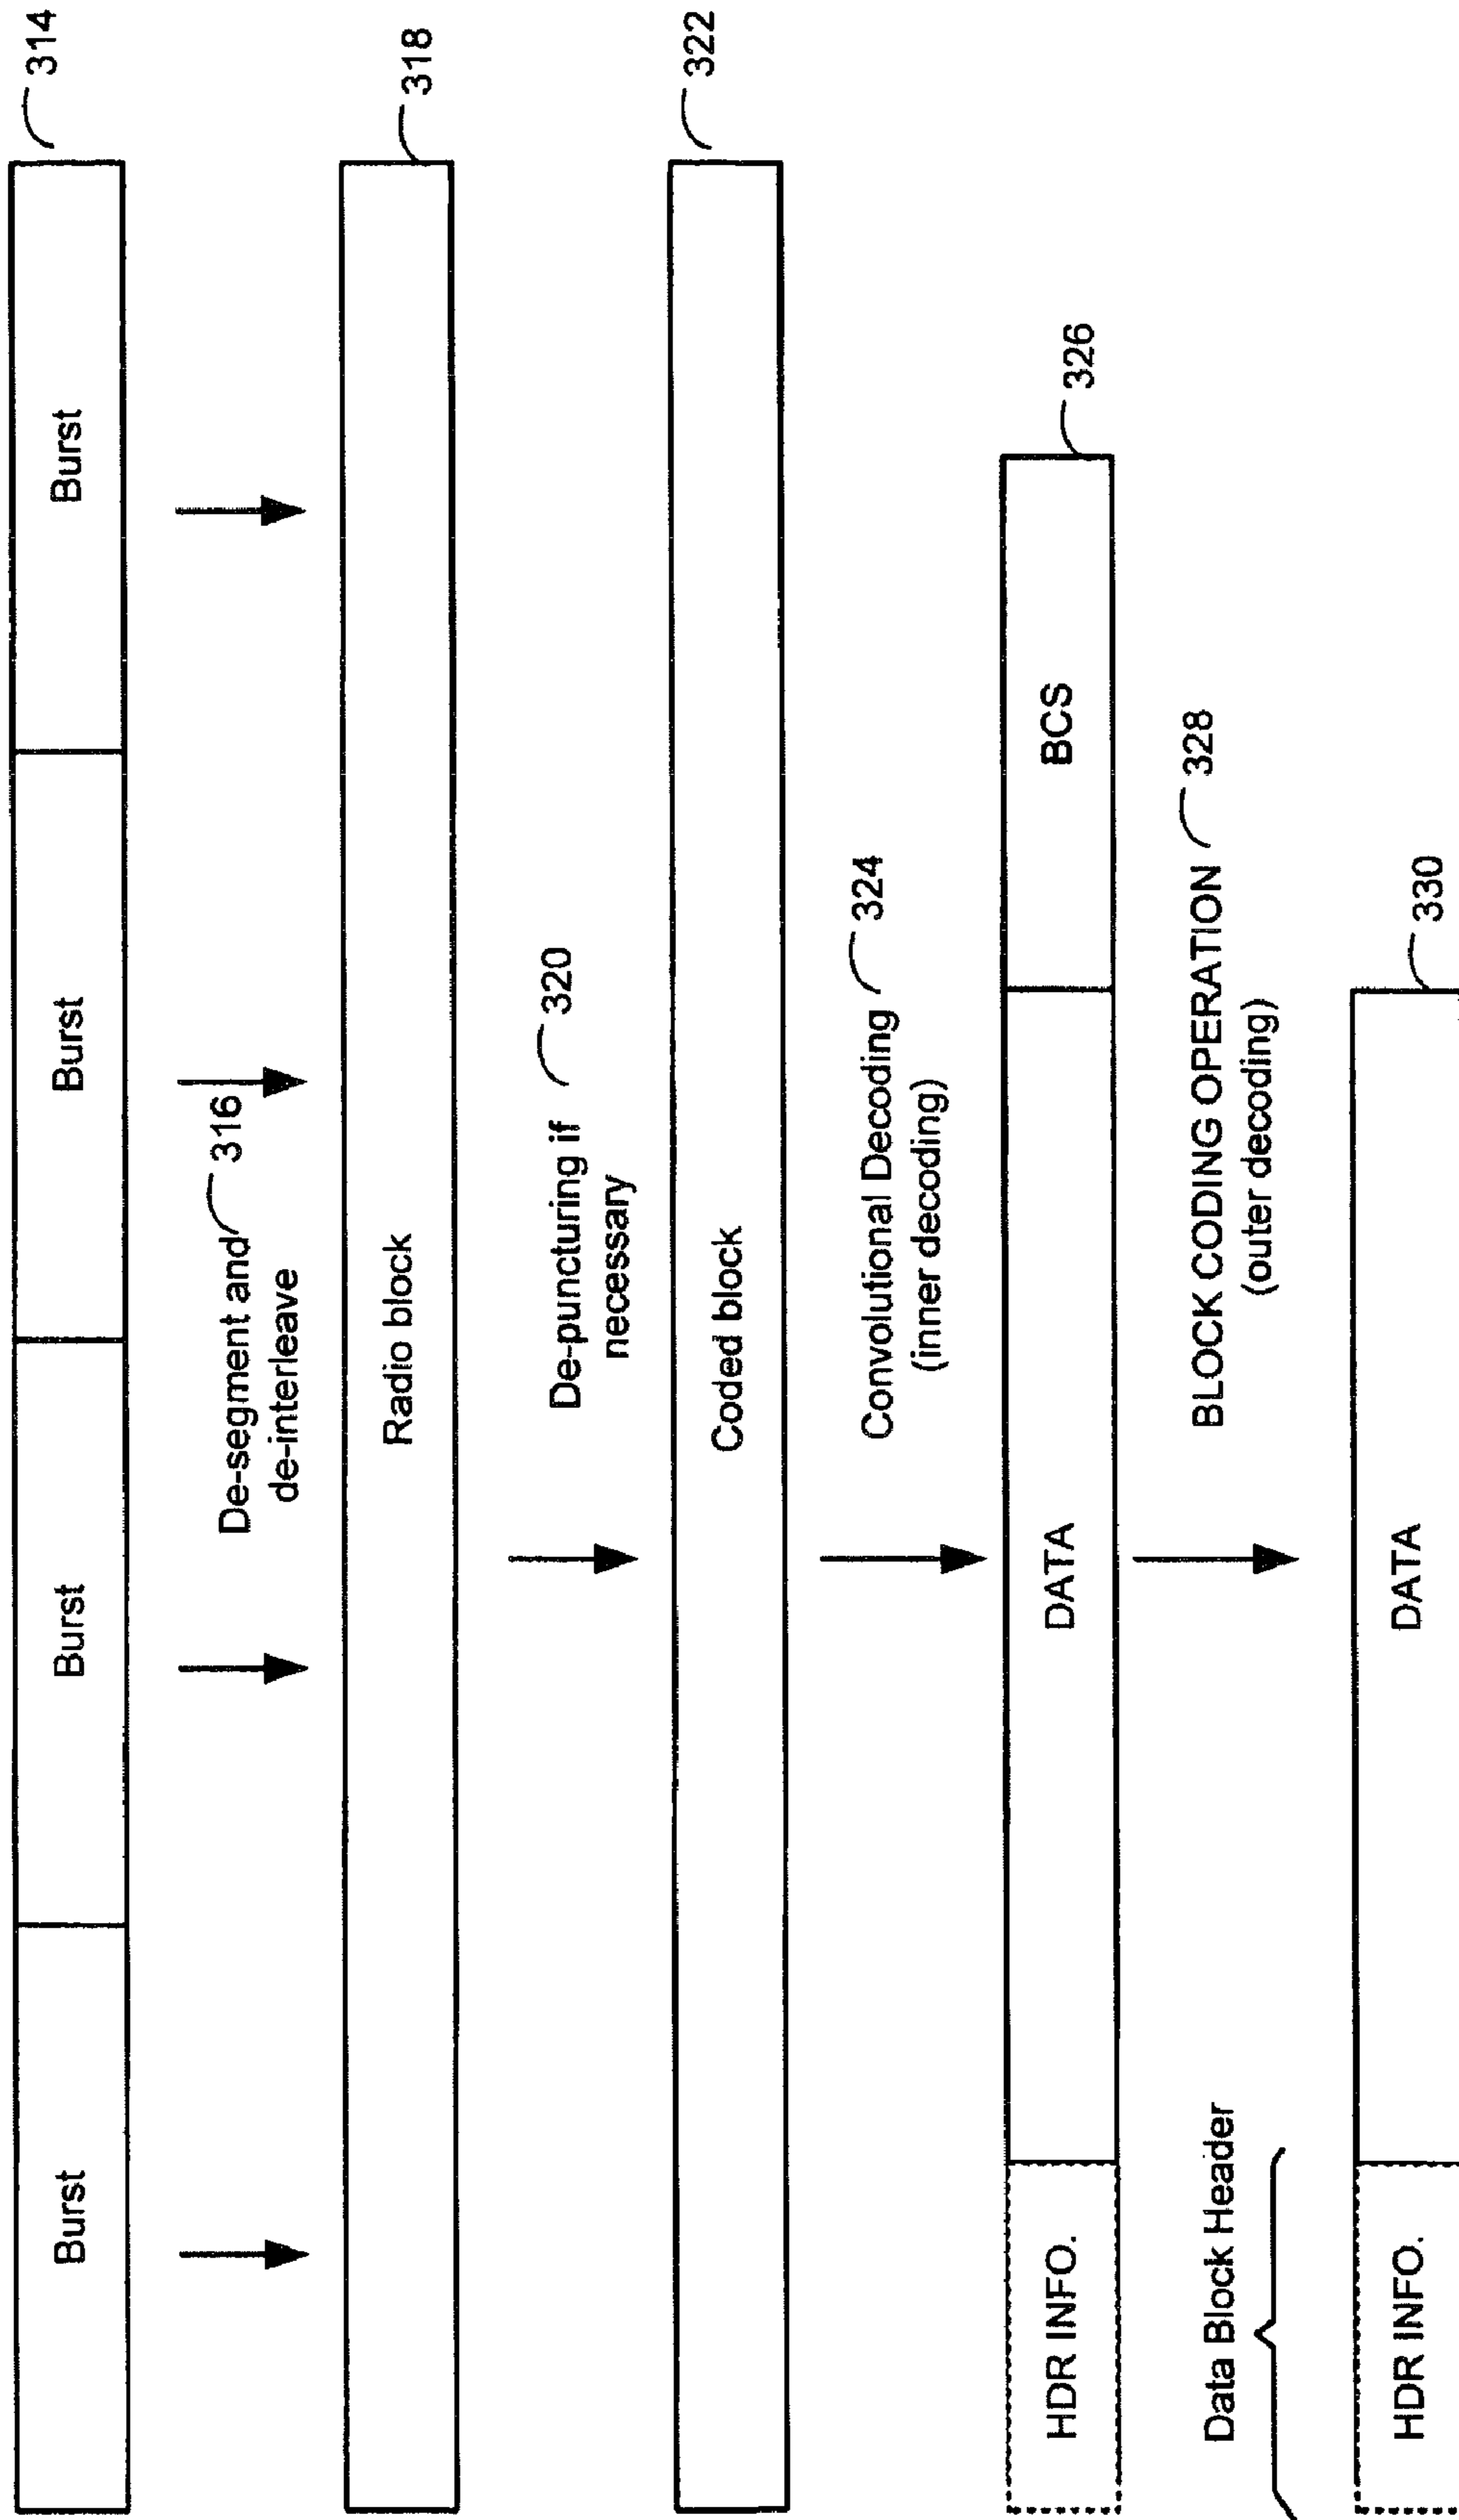 Burst
Burst
Burst
Burst
314
De-segment and
de-interleave
316
Radio block
318
De-puncturing if
necessary
320
Coded block
322
Convolutional Decoding
(inner decoding)
324
HDR INFO.
DATA
BCS
326
Data Block Header
BLOCK CODING OPERATION
(outer decoding)
328
HDR INFO.
DATA
330